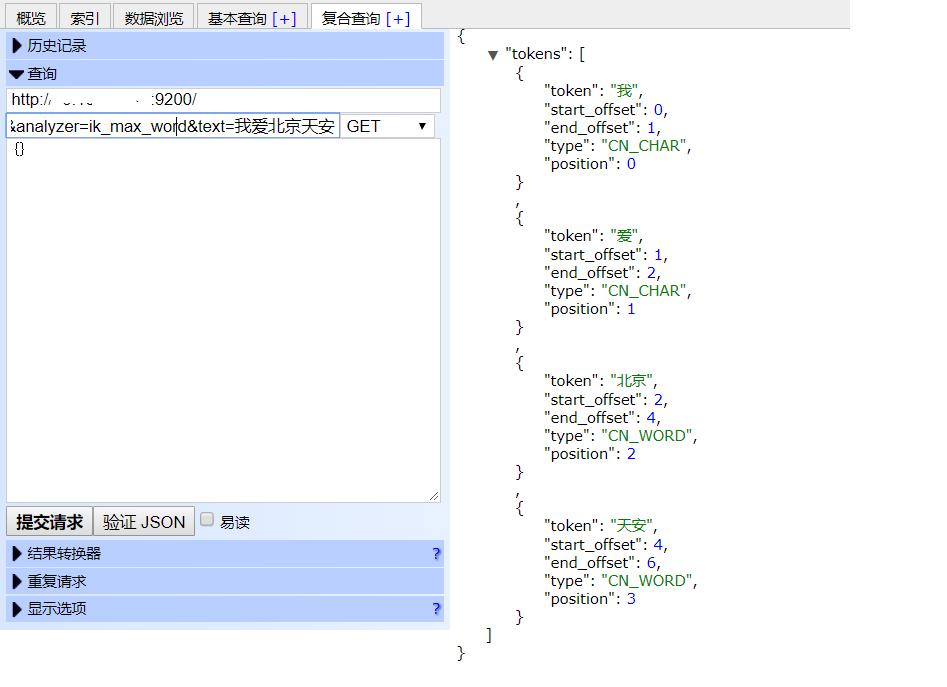 概览 索引 数据浏览 基本查询 [+] 复合查询 [+]
历史记录
查询
http:/
:9200/
&analyzer=ik_max_word&text=我爱北京天安 GET
{}
提交请求 验证 JSON 易读
结果转换器 ?
重复请求
显示选项 ?
{
"tokens": [
{
"token": "我",
"start_offset": 0,
"end_offset": 1,
"type": "CN_CHAR",
"position": 0
}
,
{
"token": "爱",
"start_offset": 1,
"end_offset": 2,
"type": "CN_CHAR",
"position": 1
}
,
{
"token": "北京",
"start_offset": 2,
"end_offset": 4,
"type": "CN_WORD",
"position": 2
}
,
{
"token": "天安",
"start_offset": 4,
"end_offset": 6,
"type": "CN_WORD",
"position": 3
}
]
}